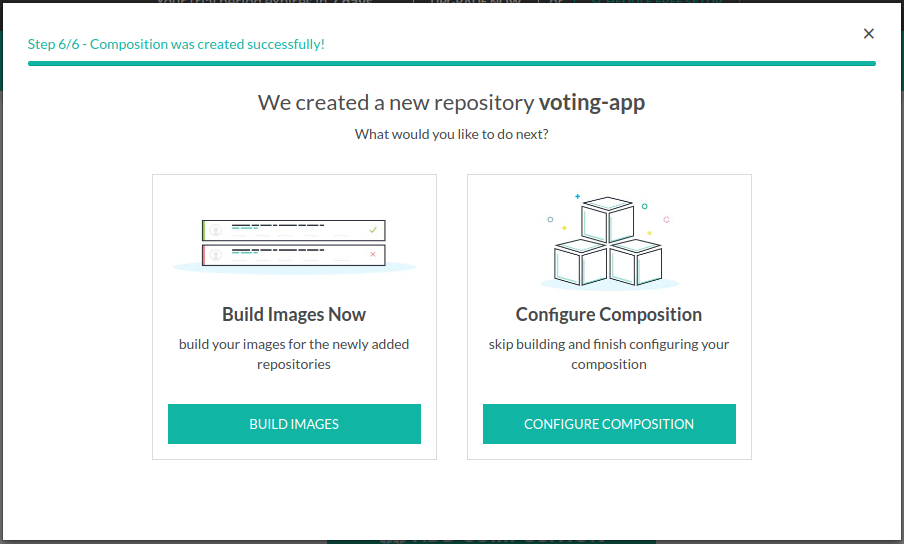 ×
Step 6/6 - Composition was created successfully!
We created a new repository voting-app
What would you like to do next?
Build Images Now
build your images for the newly added
repositories
BUILD IMAGES
Configure Composition
skip building and finish configuring your
composition
CONFIGURE COMPOSITION